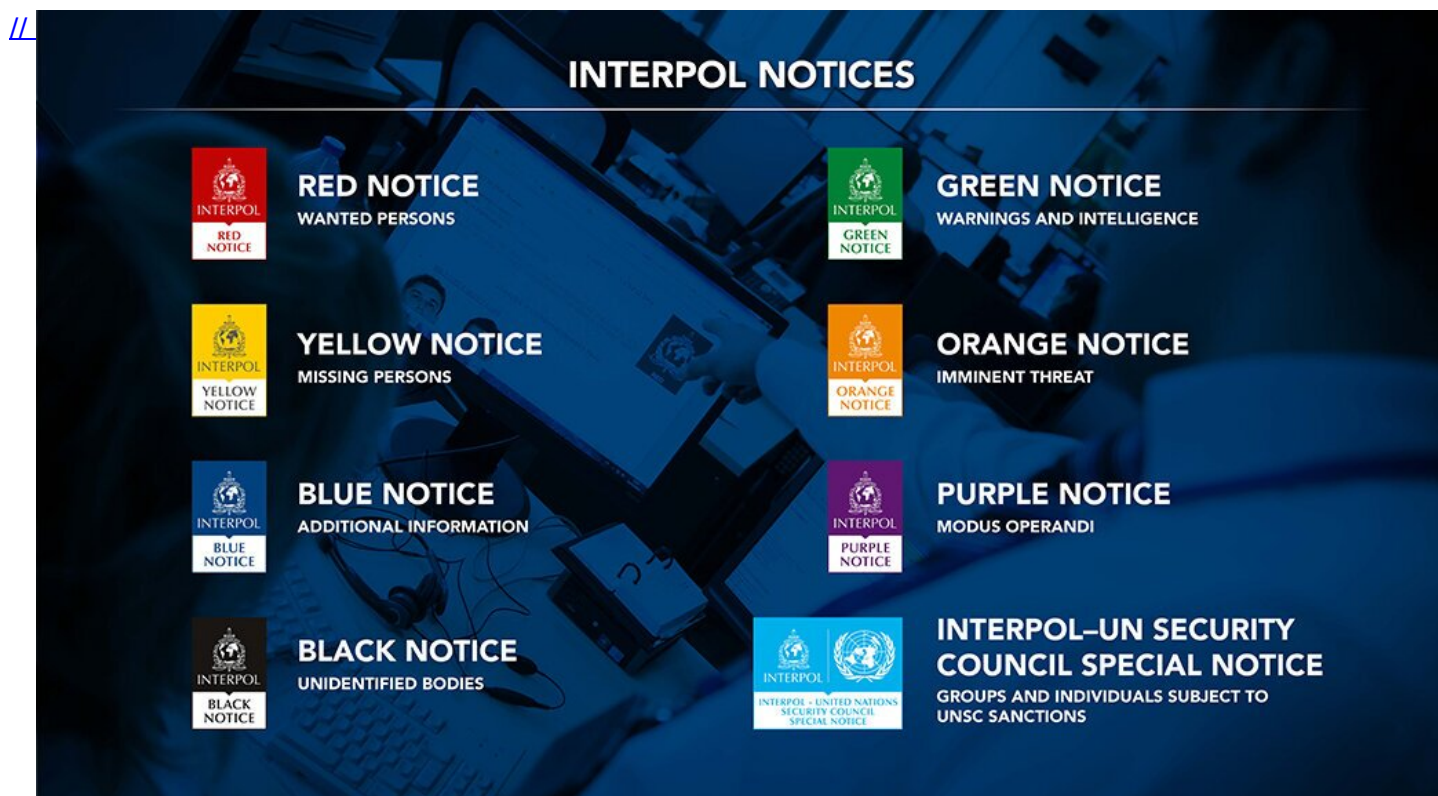 //
INTERPOL NOTICES
INTERPOL
RED
NOTICE
RED NOTICE
WANTED PERSONS
INTERPOL
GREEN
NOTICE
GREEN NOTICE
WARNINGS AND INTELLIGENCE
INTERPOL
YELLOW
NOTICE
YELLOW NOTICE
MISSING PERSONS
INTERPOL
ORANGE
NOTICE
ORANGE NOTICE
IMMINENT THREAT
INTERPOL
BLUE
NOTICE
BLUE NOTICE
ADDITIONAL INFORMATION
INTERPOL
PURPLE
NOTICE
PURPLE NOTICE
MODUS OPERANDI
INTERPOL
BLACK
NOTICE
BLACK NOTICE
UNIDENTIFIED BODIES
INTERPOL
INTERPOL - UNITED NATIONS
SECURITY COUNCIL
SPECIAL NOTICE
INTERPOL–UN SECURITY
COUNCIL SPECIAL NOTICE
GROUPS AND INDIVIDUALS SUBJECT TO
UNSC SANCTIONS